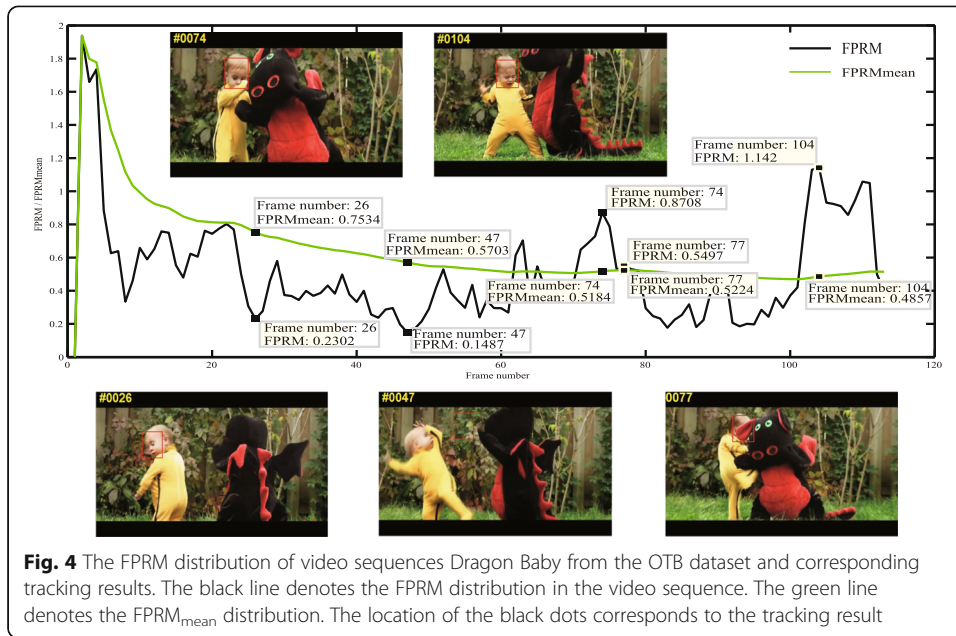 #0074
#0104
FPRM
FPRMmean
2
1.8
1.6
1.4
1.2
1
0.8
0.6
0.4
0.2
0
FPRM / FPRMmean
Frame number: 26
FPRMmean: 0.7534
Frame number: 47
FPRMmean: 0.5703
Frame number: 74
FPRM: 0.8708
Frame number: 104
FPRM: 1.142
Frame number: 77
FPRM: 0.5497
Frame number: 74
FPRMmean: 0.5184
Frame number: 77
FPRMmean: 0.5224
Frame number: 104
FPRMmean: 0.4857
Frame number: 26
FPRM: 0.2302
Frame number: 47
FPRM: 0.1487
0
20
40
60
80
100
120
Frame number
#0026
#0047
0077
Fig. 4 The FPRM distribution of video sequences Dragon Baby from the OTB dataset and corresponding
tracking results. The black line denotes the FPRM distribution in the video sequence. The green line
denotes the FPRMmean distribution. The location of the black dots corresponds to the tracking result